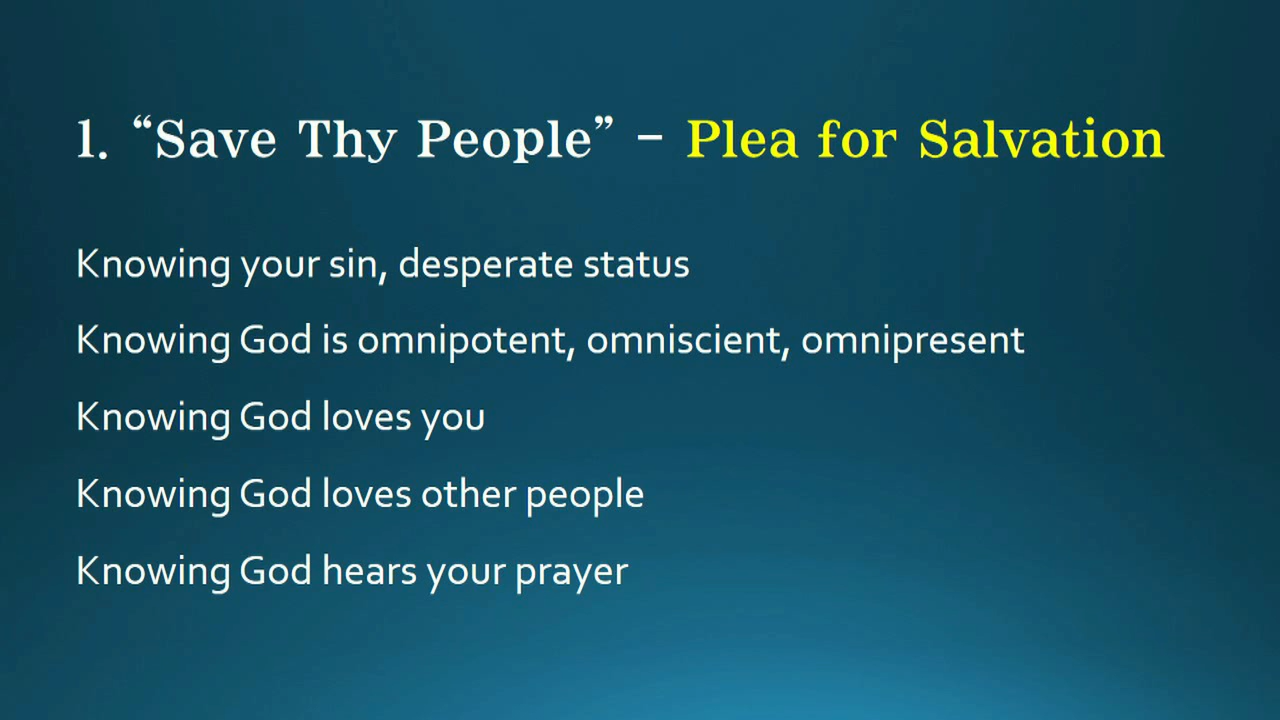 1. “Save Thy People” – Plea for Salvation
Knowing your sin, desperate status
Knowing God is omnipotent, omniscient, omnipresent
Knowing God loves you
Knowing God loves other people
Knowing God hears your prayer